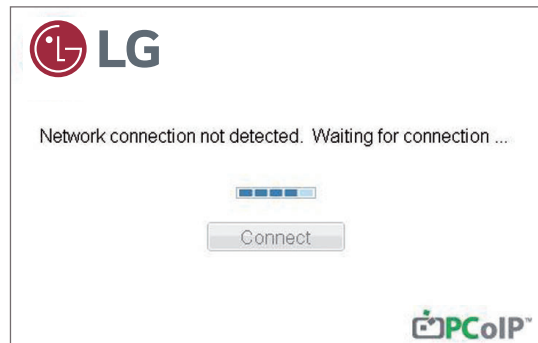 LG
Network connection not detected. Waiting for connection ...
Connect
PCoIP™